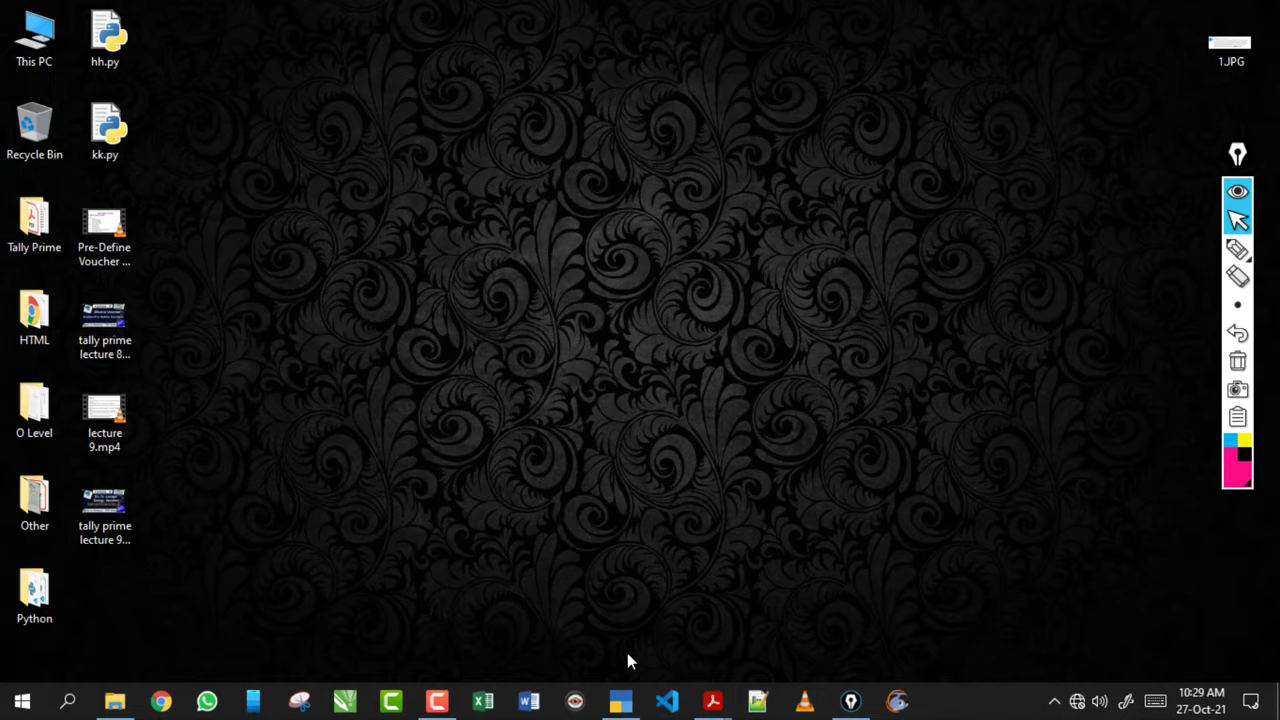 This PC
hh.py
Recycle Bin
kk.py
Tally Prime
Pre-Define
Voucher ...
HTML
tally prime
lecture 8...
O Level
lecture
9.mp4
Other
tally prime
lecture 9...
Python
1.JPG
10:29 AM
27-Oct-21